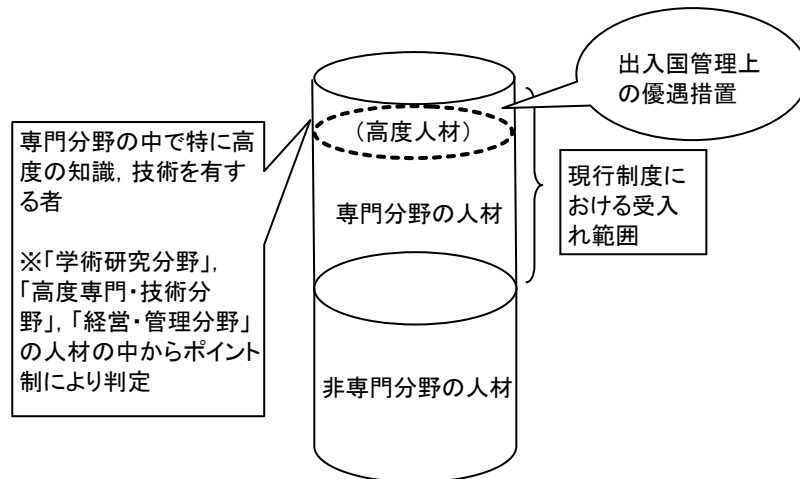 出入国管理上
の優遇措置
（高度人材）
専門分野の中で特に高
度の知識，技術を有す
る者
※「学術研究分野」，
「高度専門・技術分
野」，「経営・管理分野」
の人材の中からポイント
制により判定
専門分野の人材
現行制度に
おける受入
れ範囲
非専門分野の人材